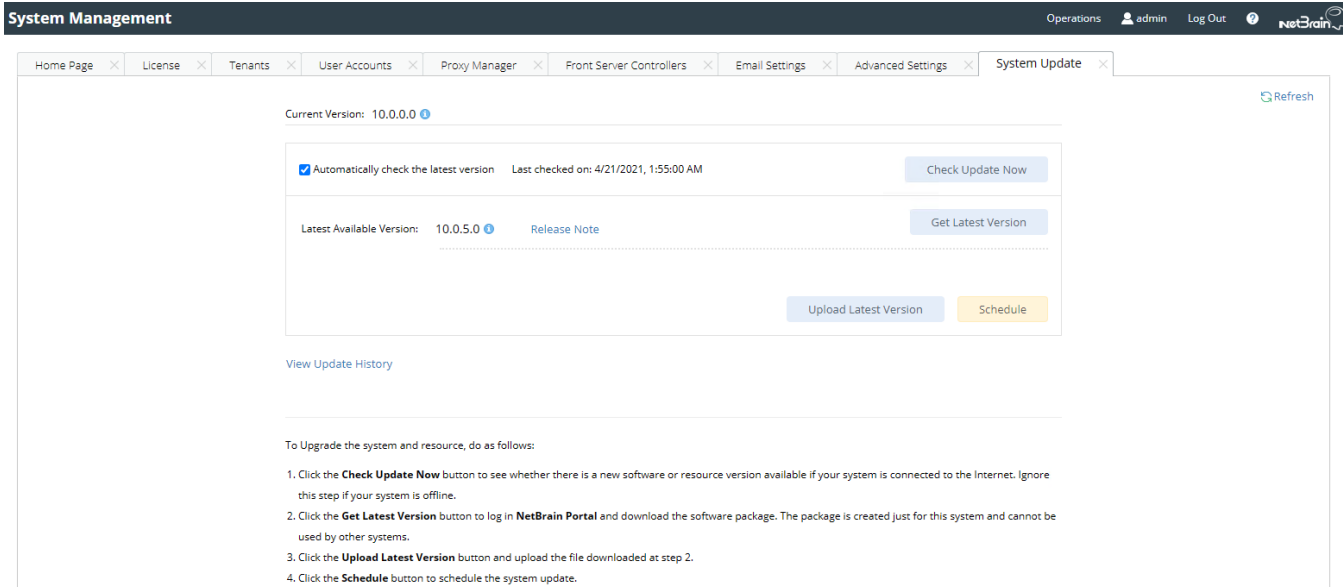 System Management
Operations admin Log Out ? NetBrain
Home Page License Tenants User Accounts Proxy Manager Front Server Controllers Email Settings Advanced Settings System Update
Refresh
Current Version: 10.0.0.0
Automatically check the latest version Last checked on: 4/21/2021, 1:55:00 AM Check Update Now
Latest Available Version: 10.0.5.0 Release Note Get Latest Version
Upload Latest Version Schedule
View Update History
To Upgrade the system and resource, do as follows:
1. Click the Check Update Now button to see whether there is a new software or resource version available if your system is connected to the Internet. Ignore
this step if your system is offline.
2. Click the Get Latest Version button to log in NetBrain Portal and download the software package. The package is created just for this system and cannot be
used by other systems.
3. Click the Upload Latest Version button and upload the file downloaded at step 2.
4. Click the Schedule button to schedule the system update.